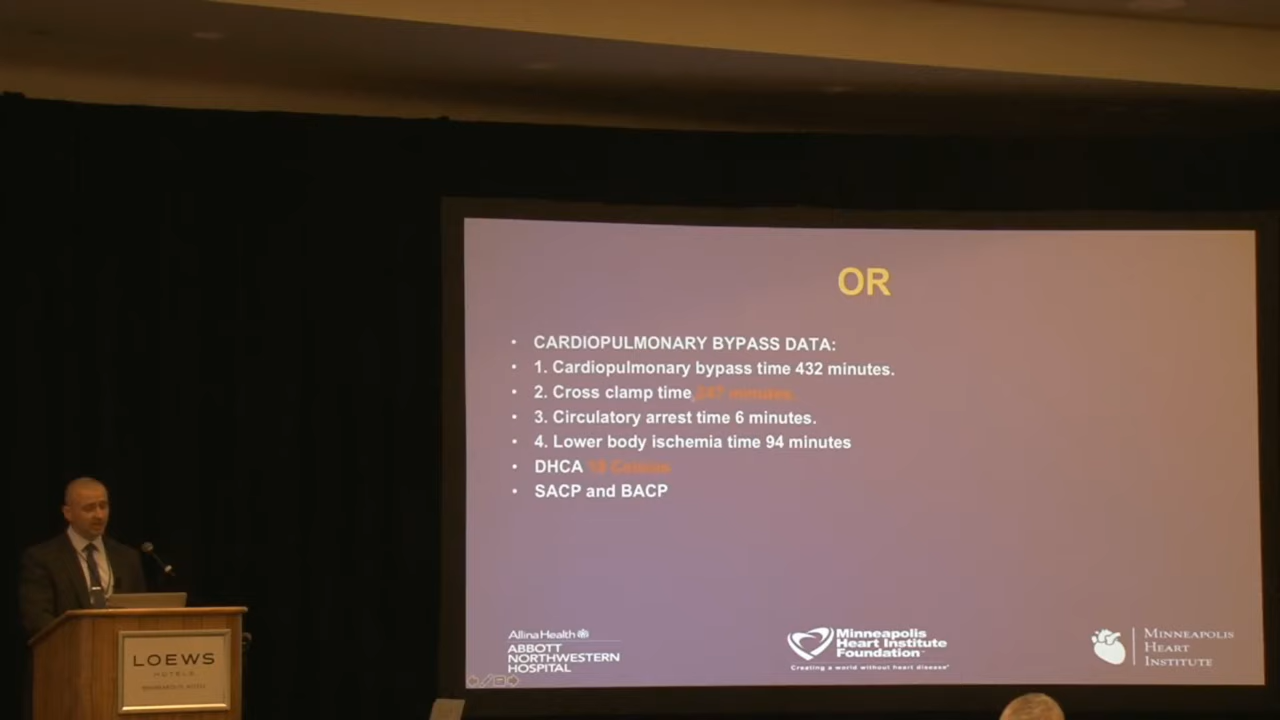 OR
• CARDIOPULMONARY BYPASS DATA:
• 1. Cardiopulmonary bypass time 432 minutes.
• 2. Cross clamp time, minutes.
• 3. Circulatory arrest time 6 minutes.
• 4. Lower body ischemia time 94 minutes
• DHCA Celsius
• SACP and BACP
Allina Health
ABBOTT
NORTHWESTERN
HOSPITAL
Minneapolis
Heart Institute
Foundation
Creating a world without heart disease
MINNEAPOLIS
HEART
INSTITUTE
LOEWS
HOTELS